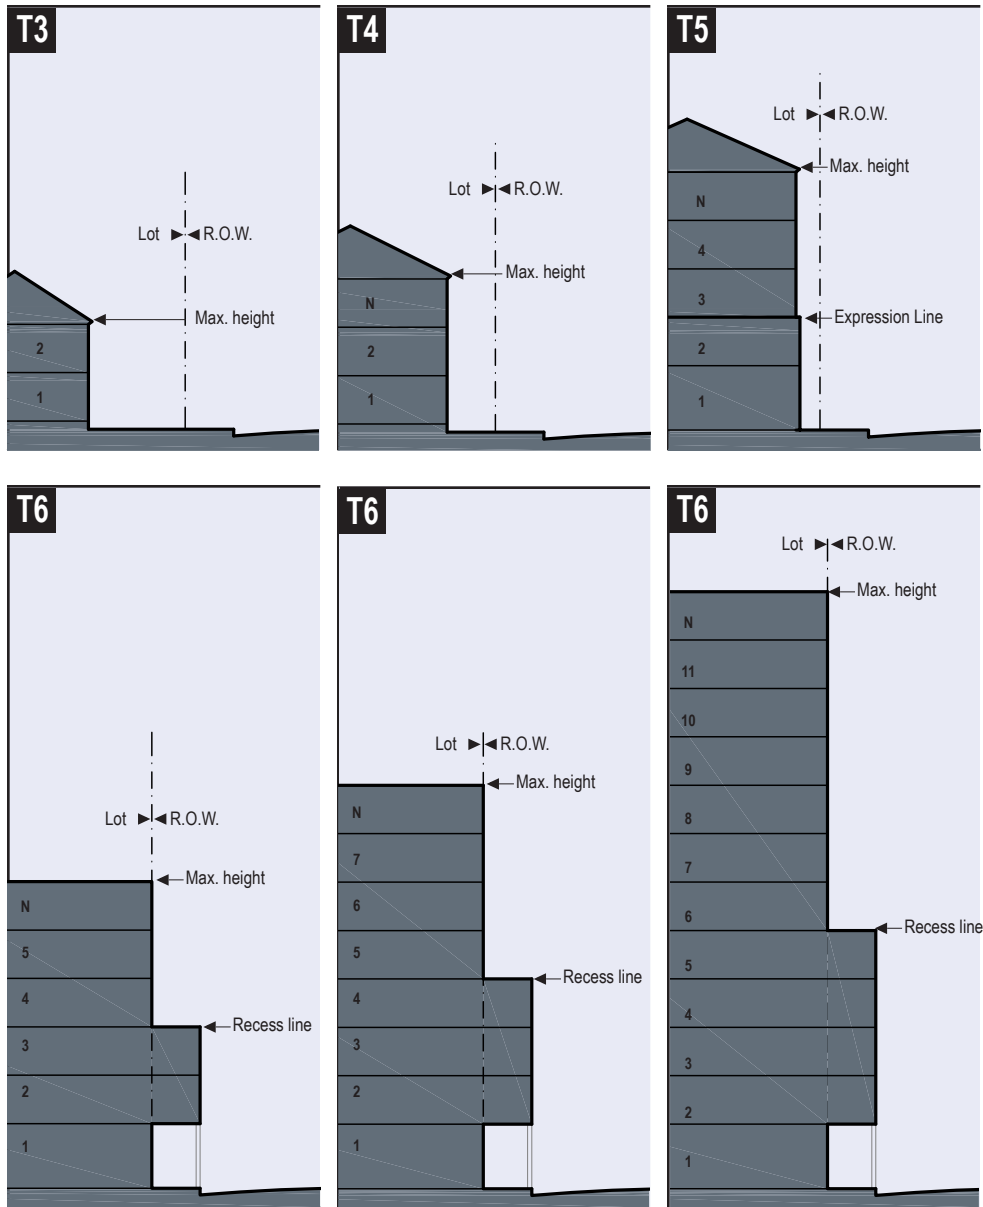 T3
Lot R.O.W.
Max. height
2
1
T4
Lot R.O.W.
Max. height
N
2
1
T5
Lot R.O.W.
Max. height
N
4
3
Expression Line
2
1
T6
Lot R.O.W.
Max. height
N
5
4
Recess line
3
2
1
T6
Lot R.O.W.
Max. height
N
7
6
5
Recess line
4
3
2
1
T6
Lot R.O.W.
Max. height
N
11
10
9
8
7
6
Recess line
5
4
3
2
1